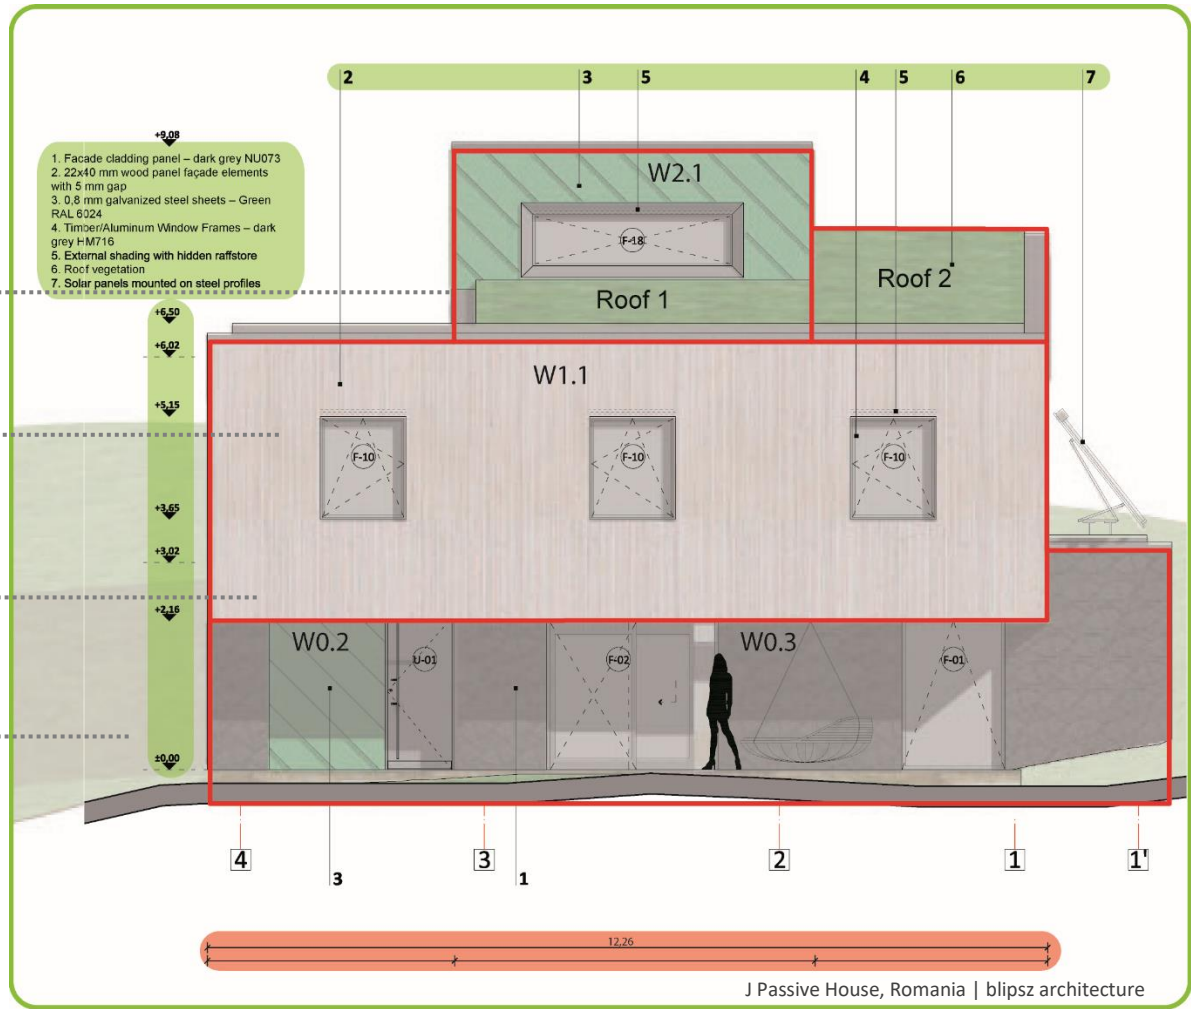 2 3 5 4 5 6 7
+9,08
1. Facade cladding panel – dark grey NU073
2. 22x40 mm wood panel façade elements
with 5 mm gap
3. 0,8 mm galvanized steel sheets – Green
RAL 6024
4. Timber/Aluminum Window Frames – dark
grey HM716
5. External shading with hidden raffstore
6. Roof vegetation
7. Solar panels mounted on steel profiles
W2.1
F-18
Roof 1
Roof 2
+6,50
+6,02
W1.1
+5,15
F-10 F-10 F-10
+3,65
+3,02
+2,16
W0.2
U-01
F-02
W0.3
F-01
±0,00
4 3 2 1 1'
3 1
12,26
J Passive House, Romania | blipsz architecture